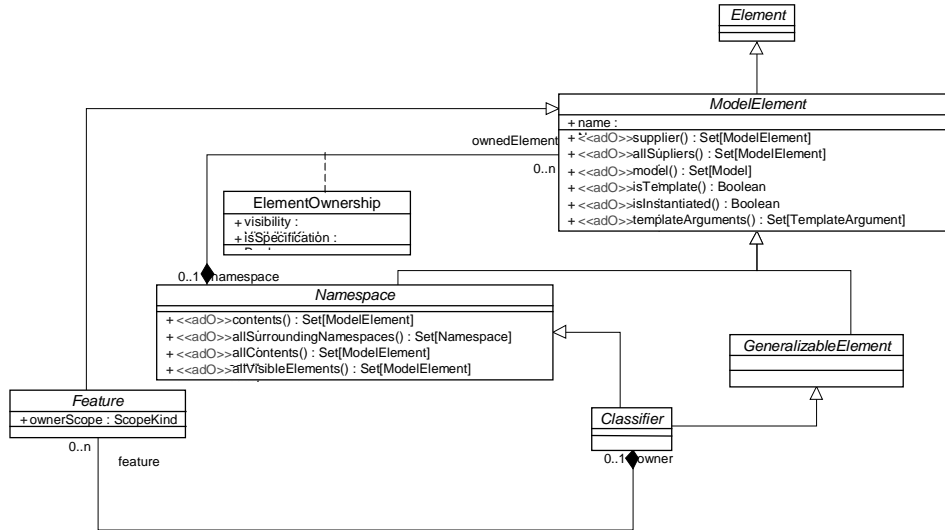 Element
ModelElement
+ name :
+ <<adO>> supplier() : Set[ModelElement]
+ <<adO>> allSupliers() : Set[ModelElement]
+ <<adO>> model() : Set[Model]
+ <<adO>> isTemplate() : Boolean
+ <<adO>> isInstantiated() : Boolean
+ <<adO>> templateArguments() : Set[TemplateArgument]
ownedElement
0..n
ElementOwnership
+ visibility :
+ isSpecification :
0..1
namespace
Namespace
+ <<adO>> contents() : Set[ModelElement]
+ <<adO>> allSurroundingNamespaces() : Set[Namespace]
+ <<adO>> allContents() : Set[ModelElement]
+ <<adO>> allVisibleElements() : Set[ModelElement]
GeneralizableElement
Feature
+ ownerScope : ScopeKind
Classifier
0..n
feature
0..1
owner